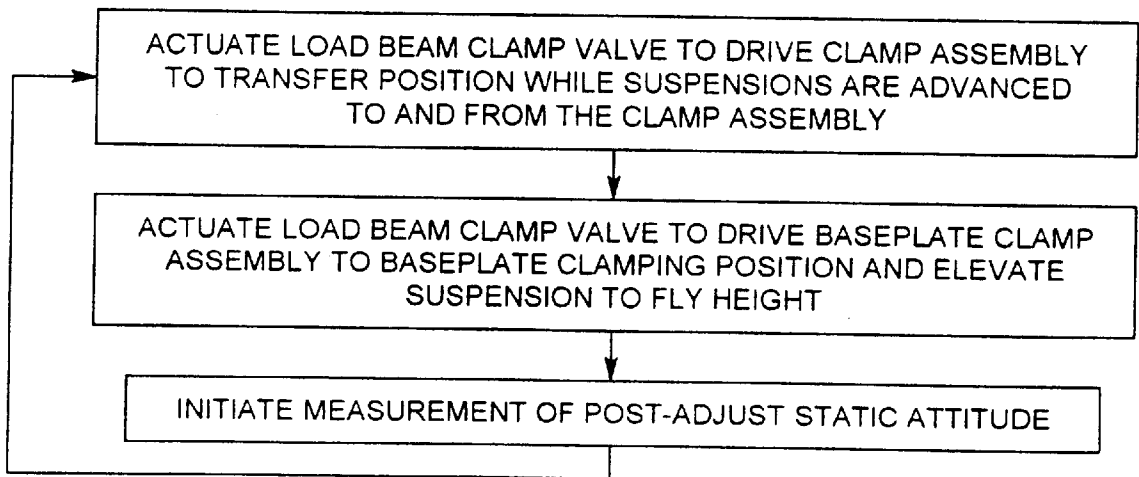 ACTUATE LOAD BEAM CLAMP VALVE TO DRIVE CLAMP ASSEMBLY
TO TRANSFER POSITION WHILE SUSPENSIONS ARE ADVANCED
TO AND FROM THE CLAMP ASSEMBLY
ACTUATE LOAD BEAM CLAMP VALVE TO DRIVE BASEPLATE CLAMP
ASSEMBLY TO BASEPLATE CLAMPING POSITION AND ELEVATE
SUSPENSION TO FLY HEIGHT
INITIATE MEASUREMENT OF POST-ADJUST STATIC ATTITUDE